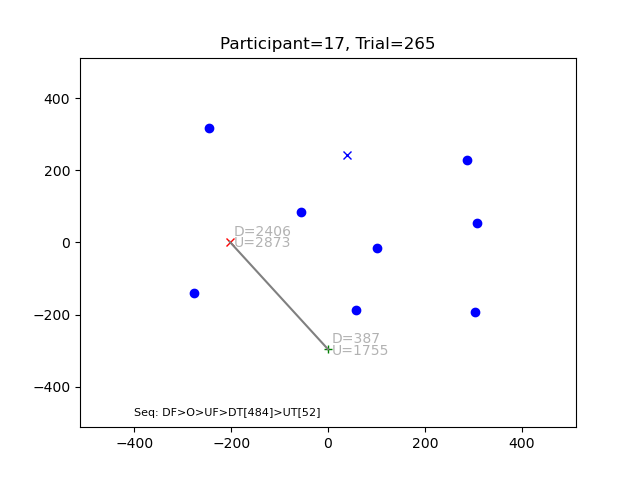 Participant=17, Trial=265
400
200
0
−200
−400
D=2406
U=2873
D=387
U=1755
Seq: DF>O>UF>DT[484]>UT[52]
−400
−200
0
200
400